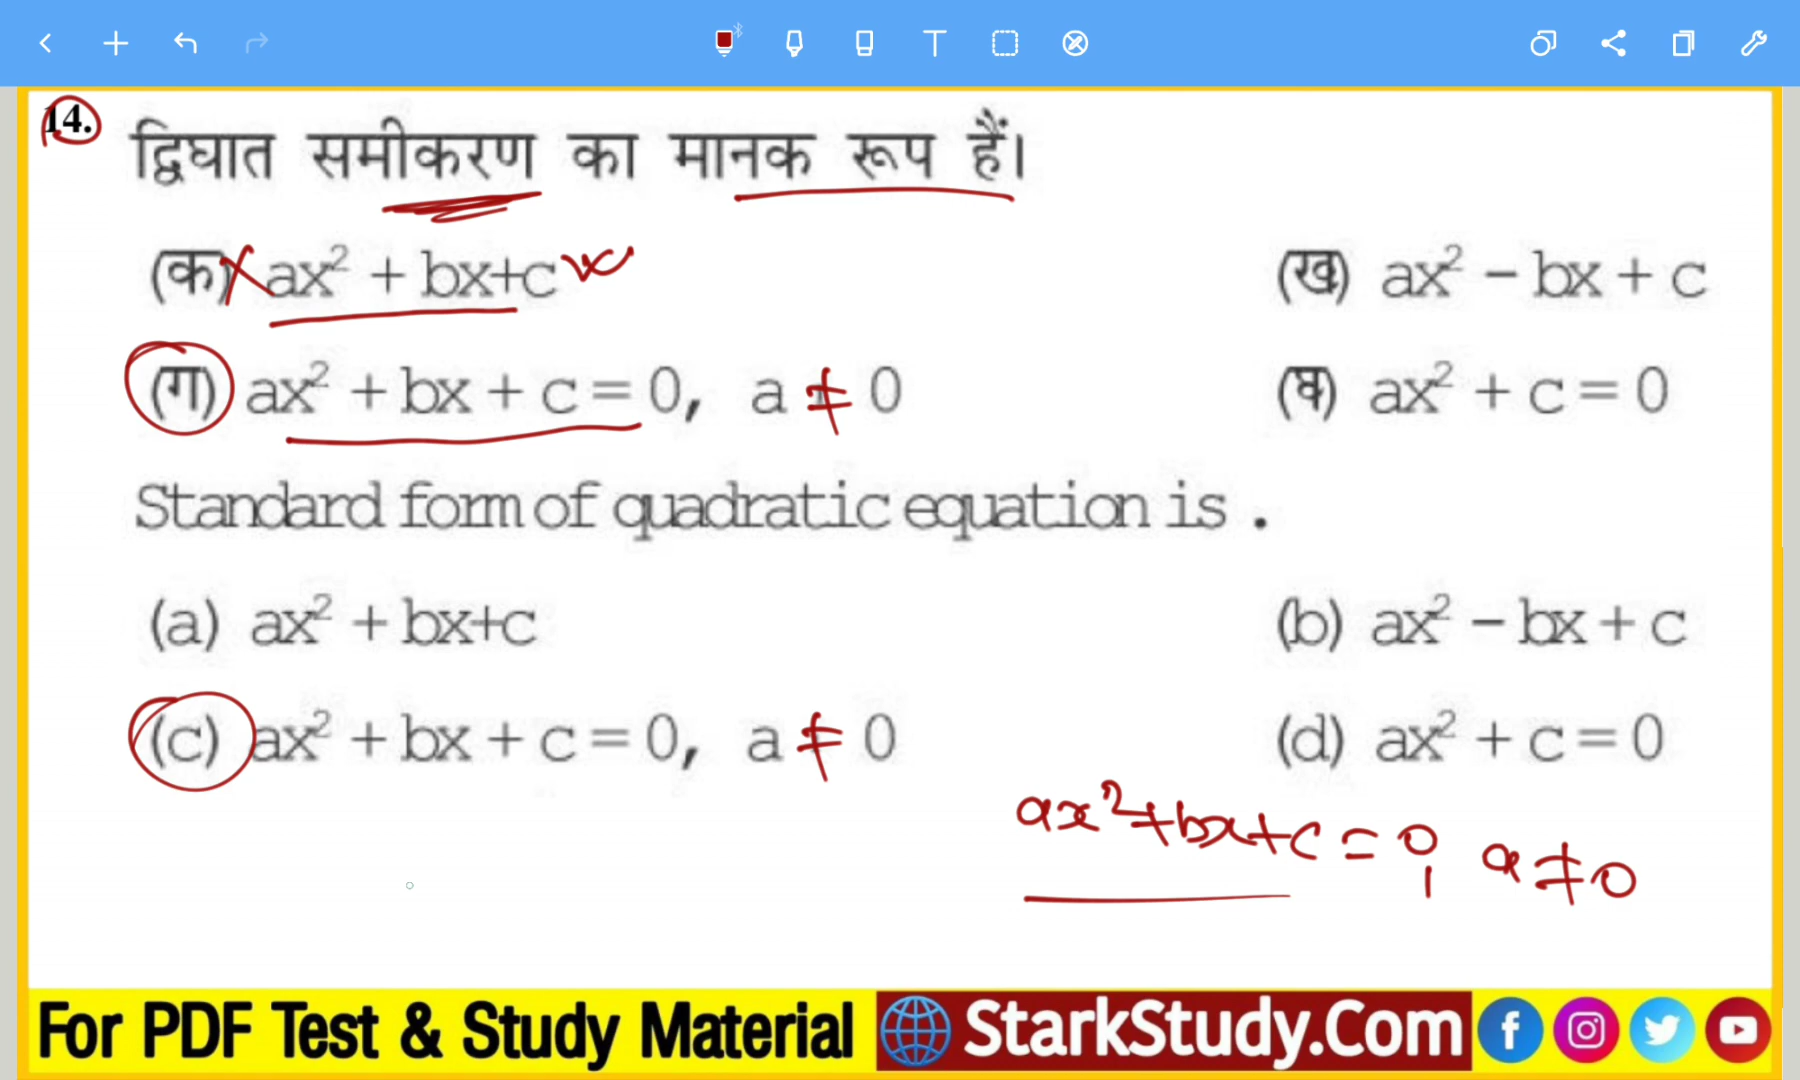 14.
द्विघात समीकरण का मानक रूप हैं।
(क) ax² + bx+c
(ख) ax² − bx + c
(ग) ax² + bx + c = 0, a ≠ 0
(घ) ax² + c = 0
Standard form of quadratic equation is .
(a) ax² + bx+c
(b) ax² − bx + c
(c) ax² + bx + c = 0, a ≠ 0
(d) ax² + c = 0
ax²+bx+c = 0, a ≠ 0
For PDF Test & Study Material StarkStudy.Com